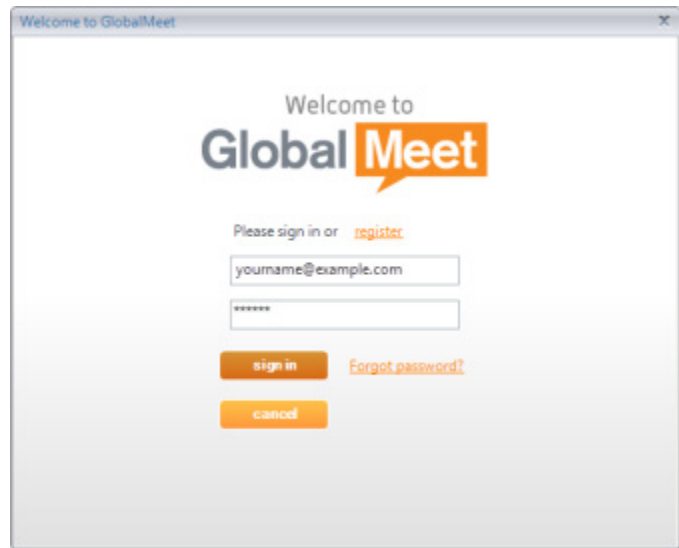 Welcome to GlobalMeet x
Welcome to
Global Meet
Please sign in or register
yourname@example.com
******
sign in Forgot password?
cancel